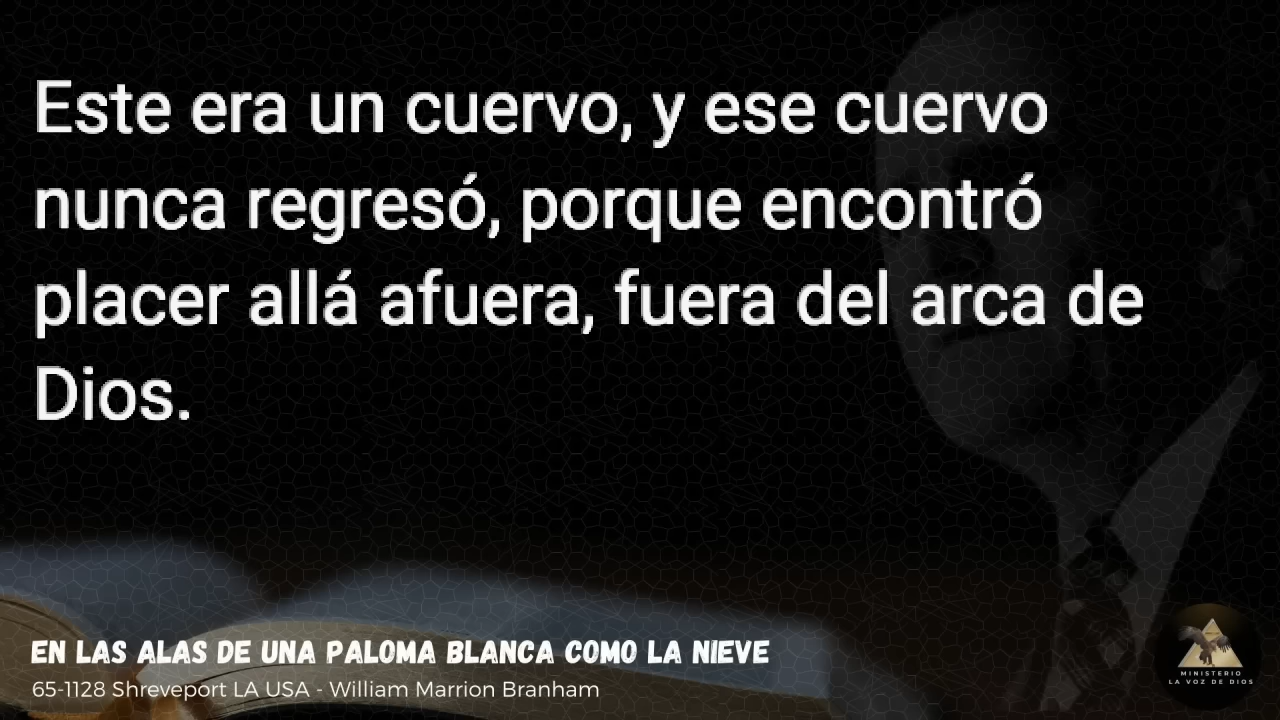 Este era un cuervo, y ese cuervo
nunca regresó, porque encontró
placer allá afuera, fuera del arca de
Dios.
EN LAS ALAS DE UNA PALOMA BLANCA COMO LA NIEVE
65-1128 Shreveport LA USA - William Marrion Branham
MINISTERIO
LA VOZ DE DIOS